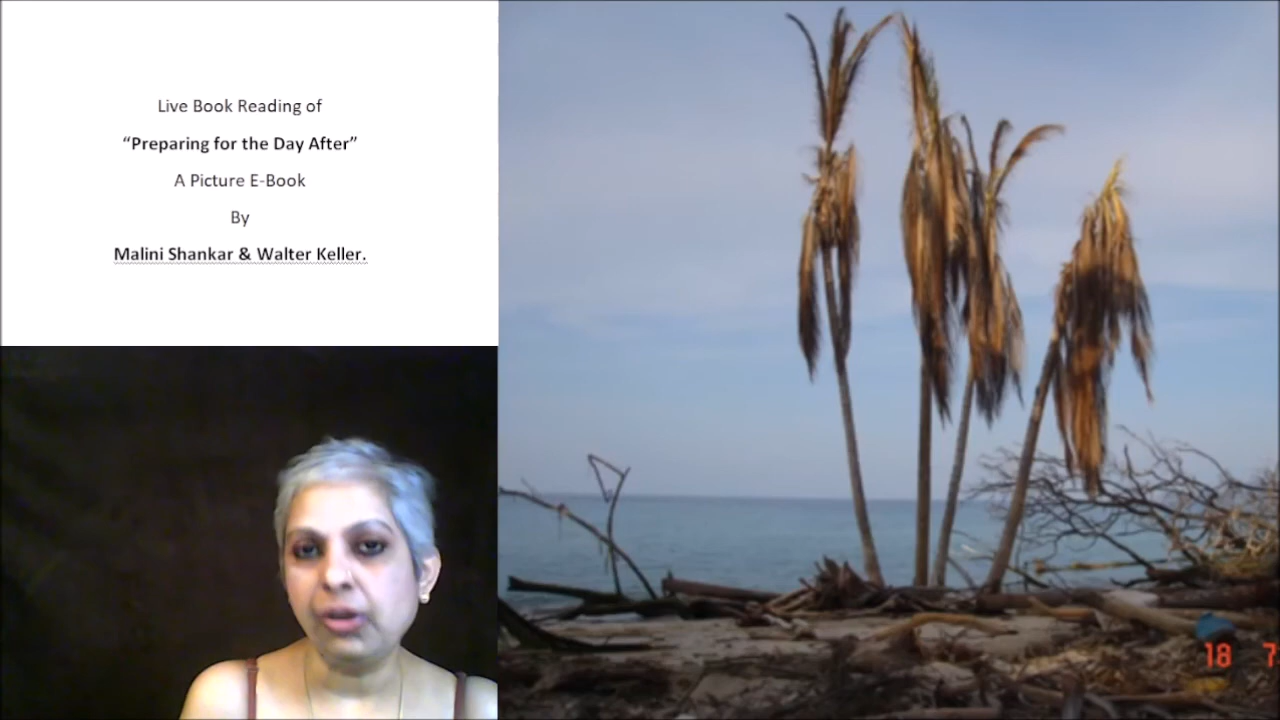 Live Book Reading of
“Preparing for the Day After”
A Picture E-Book
By
Malini Shankar & Walter Keller.
18 7